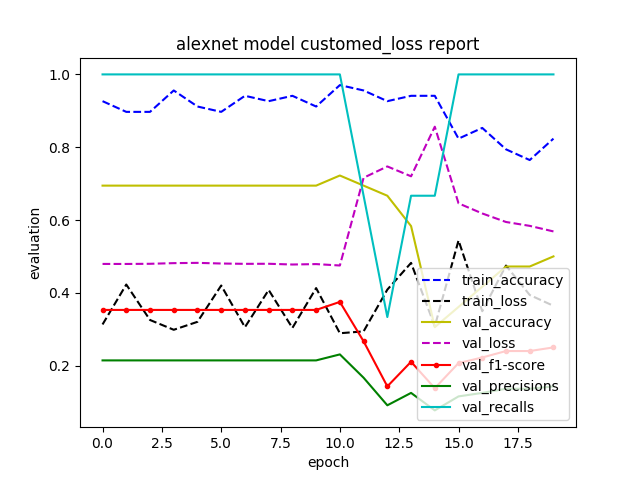 alexnet model customed_loss report
evaluation
1.0
0.8
0.6
0.4
0.2
train_accuracy
train_loss
val_accuracy
val_loss
val_f1-score
val_precisions
val_recalls
0.0 2.5 5.0 7.5 10.0 12.5 15.0 17.5
epoch